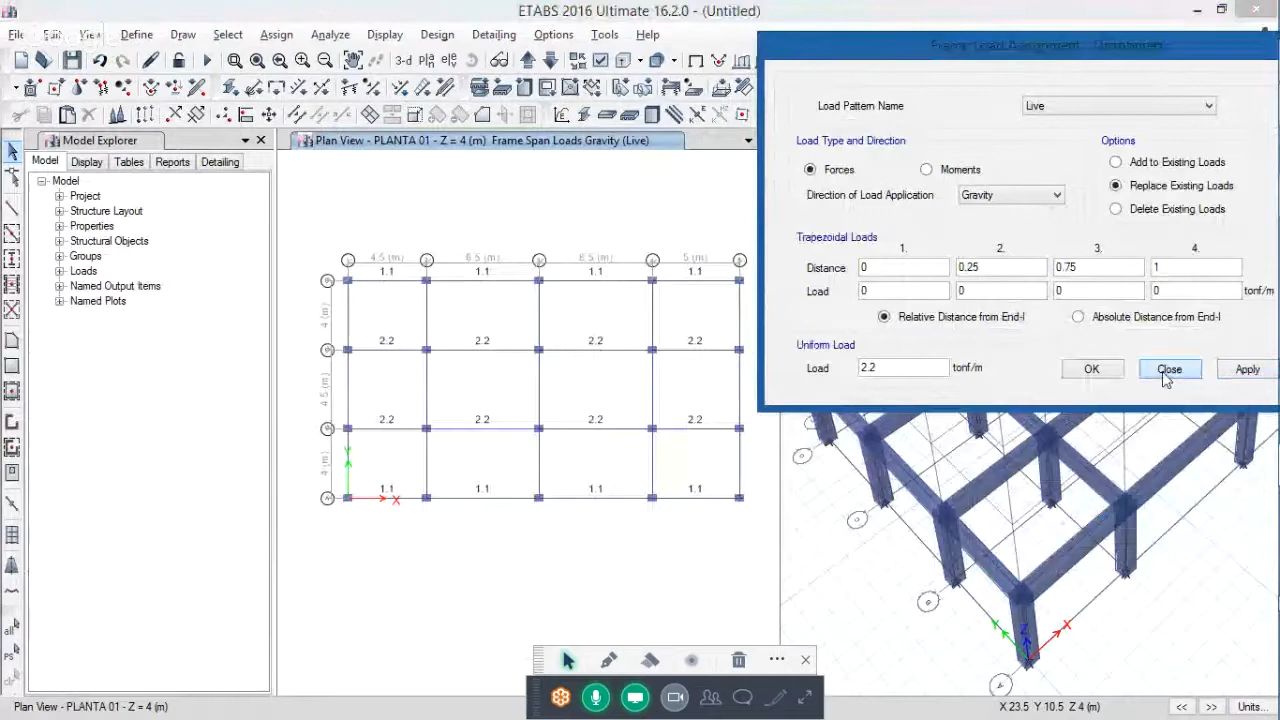 ETABS 2016 Ultimate 16.2.0 - (Untitled)
File Edit View Define Draw Select Assign Analyze Display Design Detailing Options Tools Help
Model Explorer
Model Display Tables Reports Detailing
Model
Project
Structure Layout
Properties
Structural Objects
Groups
Loads
Named Output Items
Named Plots
Plan View - PLANTA 01 - Z = 4 (m) Frame Span Loads Gravity (Live)
4.5 (m) 6.5 (m) 6.5 (m) 5 (m)
1.1 1.1 1.1 1.1
4 (m)
2.2 2.2 2.2 2.2
4.5 (m)
2.2 2.2 2.2 2.2
4 (m)
Y
1.1 1.1 1.1 1.1
X
Load Pattern Name Live
Load Type and Direction
Forces Moments
Direction of Load Application Gravity
Options
Add to Existing Loads
Replace Existing Loads
Delete Existing Loads
Trapezoidal Loads
1. 2. 3. 4.
Distance 0 0.25 0.75 1
Load 0 0 0 0 tonf/m
Relative Distance from End-I Absolute Distance from End-I
Uniform Load
Load 2.2 tonf/m
OK Close Apply
Y Z X
Plan View - PLANTA 01 - Z = 4 (m)
X 23.5 Y 10.5 Z 4 (m)
<< >> Units...